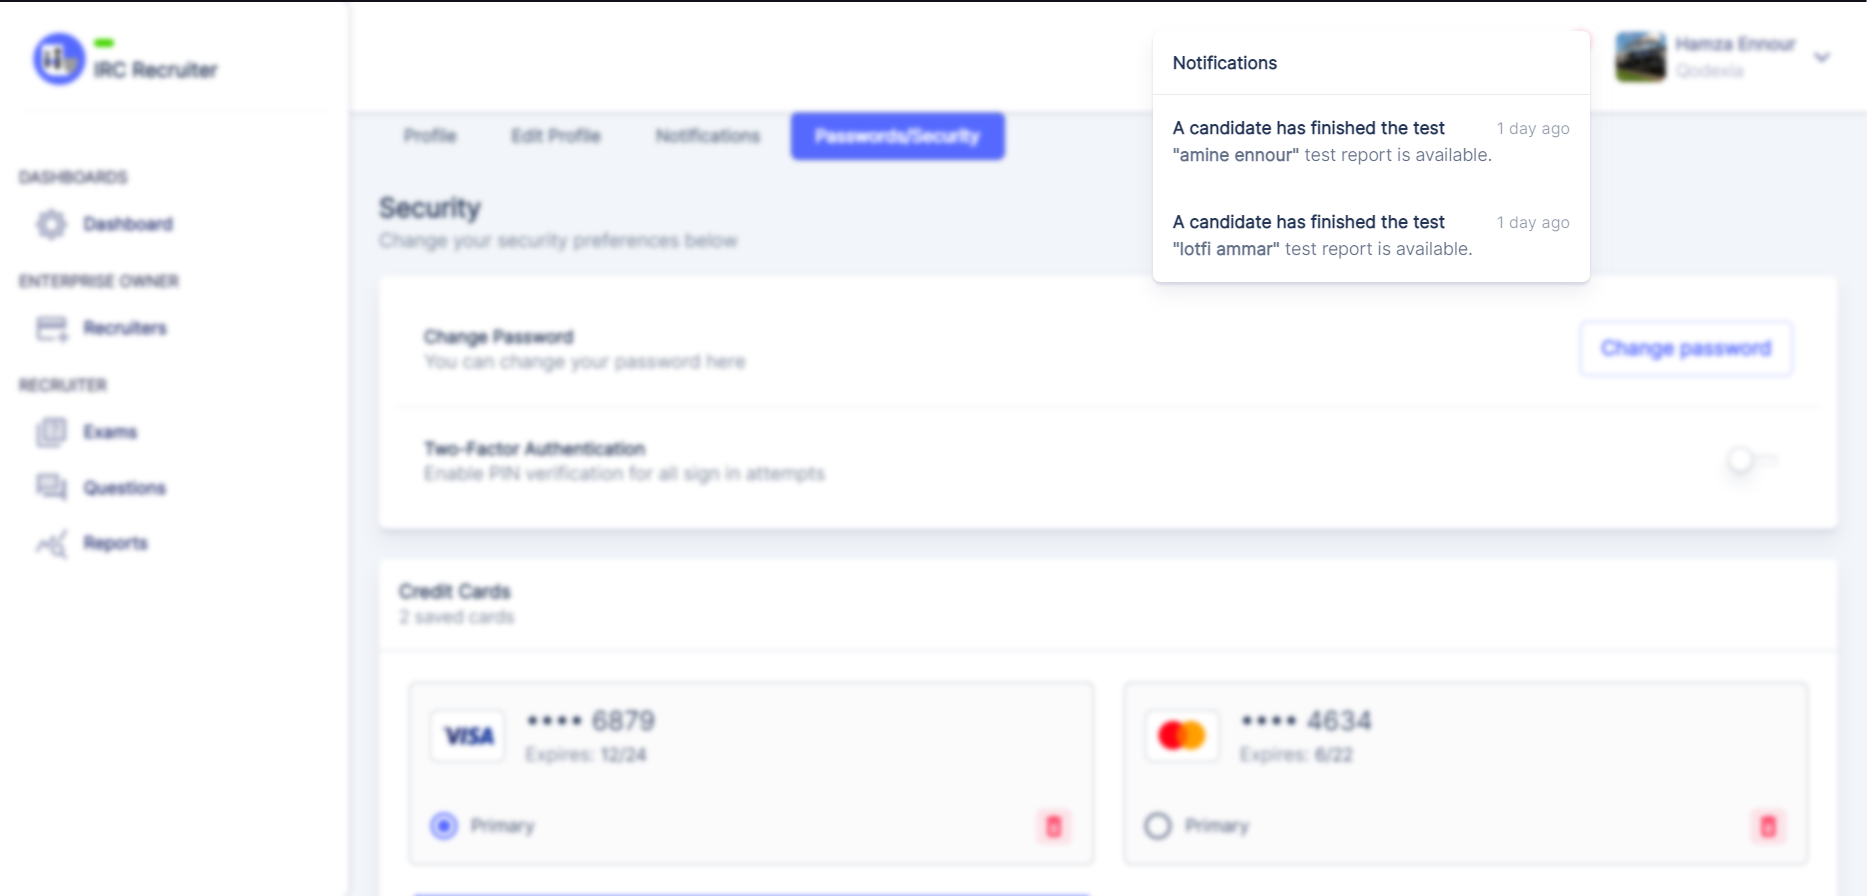 IRC Recruiter
DASHBOARDS
Dashboard
ENTERPRISE OWNER
Recruiters
RECRUITER
Exams
Questions
Reports
Hamza Ennour
Qodexia
Profile
Edit Profile
Notifications
Passwords/Security
Notifications
A candidate has finished the test 1 day ago
"amine ennour" test report is available.
A candidate has finished the test 1 day ago
"lotfi ammar" test report is available.
Security
Change your security preferences below
Change Password
You can change your password here
Change password
Two-Factor Authentication
Enable PIN verification for all sign in attempts
Credit Cards
2 saved cards
VISA
•••• 6879
Expires: 12/24
Primary
•••• 4634
Expires: 6/22
Primary